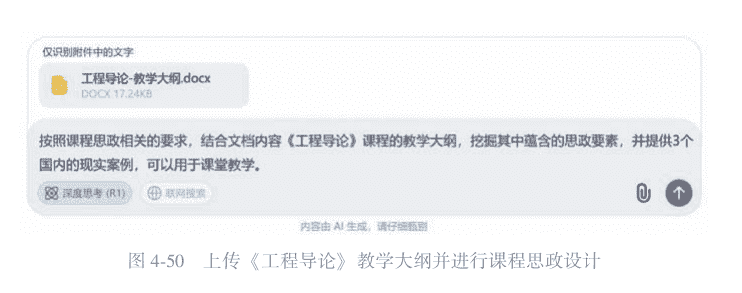 仅识别附件中的文字
工程导论-教学大纲.docx
DOCX 17.24KB
按照课程思政相关的要求，结合文档内容《工程导论》课程的教学大纲，挖掘其中蕴含的思政要素，并提供3个
国内的现实案例，可以用于课堂教学。
深度思考 (R1) 联网搜索
内容由 AI 生成，请仔细甄别
图 4-50 上传《工程导论》教学大纲并进行课程思政设计